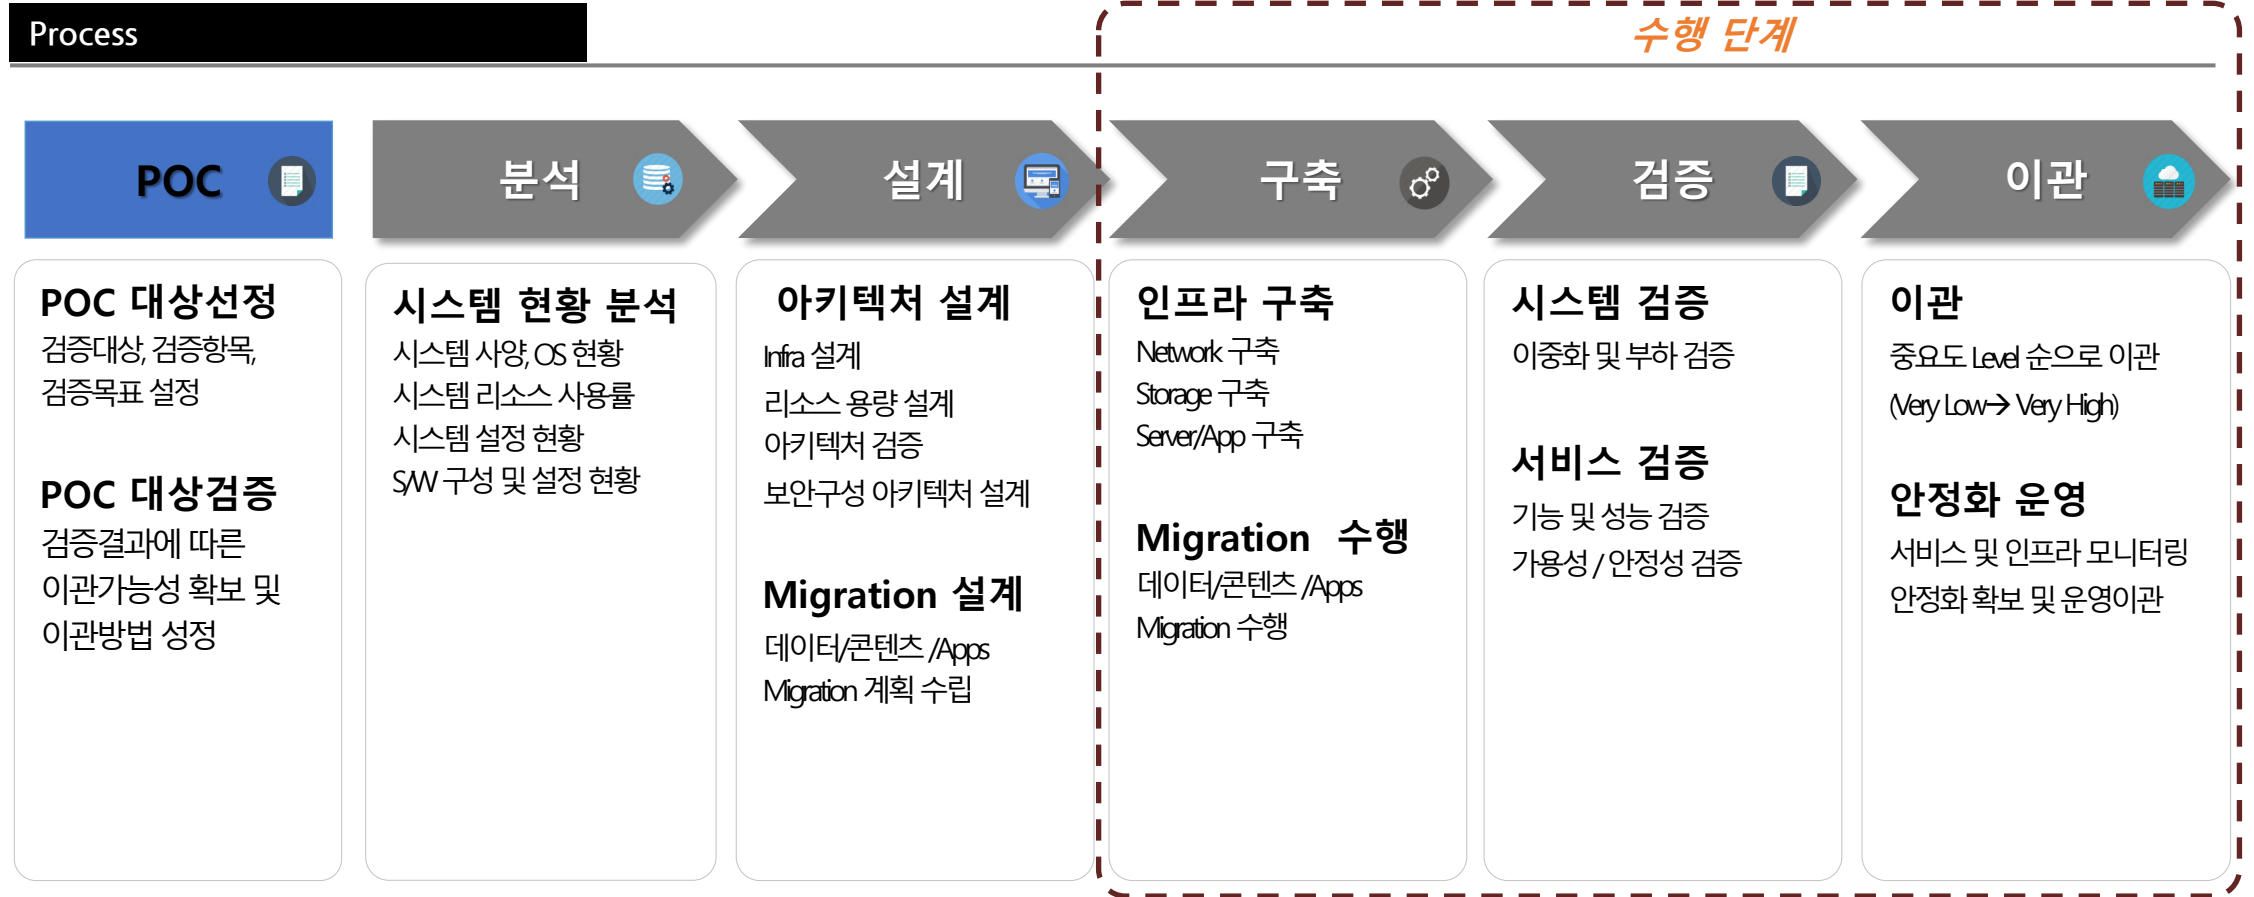 Process
수행 단계
POC
분석
설계
구축
검증
이관
POC 대상선정
검증대상, 검증항목,
검증목표 설정
POC 대상검증
검증결과에 따른
이관가능성 확보 및
이관방법 성정
시스템 현황 분석
시스템 사양, OS 현황
시스템 리소스 사용률
시스템 설정 현황
S/W 구성 및 설정 현황
아키텍처 설계
Infra 설계
리소스 용량 설계
아키텍처 검증
보안구성 아키텍처 설계
Migration 설계
데이터/콘텐츠 /Apps
Migration 계획 수립
인프라 구축
Network 구축
Storage 구축
Server/App 구축
Migration 수행
데이터/콘텐츠 /Apps
Migration 수행
시스템 검증
이중화 및 부하 검증
서비스 검증
기능 및 성능 검증
가용성 / 안정성 검증
이관
중요도 Level 순으로 이관
(Very Low→ Very High)
안정화 운영
서비스 및 인프라 모니터링
안정화 확보 및 운영이관